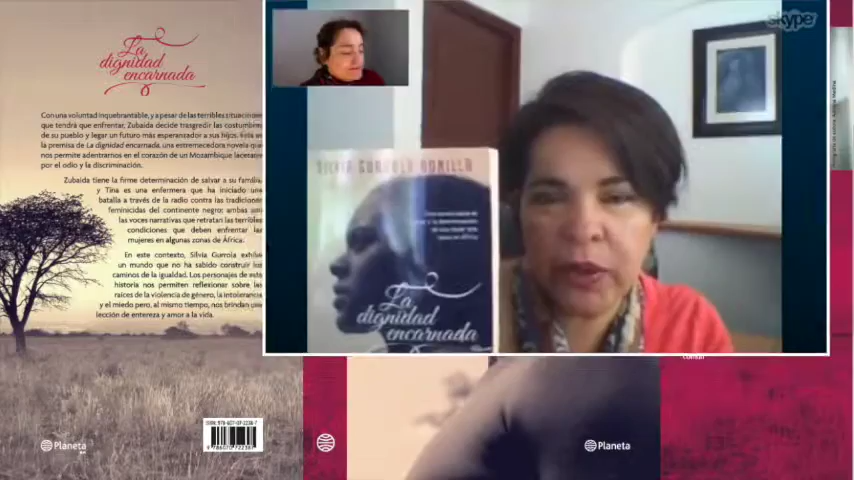 La
dignidad
encarnada
Con una voluntad inquebrantable, y a pesar de las terribles situaciones
que tendrá que enfrentar, Zubaida decide trasgredir las costumbres
de su pueblo y legar un futuro más esperanzador a sus hijos. Esta es
la premisa de La dignidad encarnada, una estremecedora novela que
nos permite adentrarnos en el corazón de un Mozambique lacerado
por el odio y la discriminación.
Zubaida tiene la firme determinación de salvar a su familia,
y Tina es una enfermera que ha iniciado una
batalla a través de la radio contra las tradiciones
feminicidas del continente negro: ambas son
las voces narrativas que retratan las terribles
condiciones que deben enfrentar las
mujeres en algunas zonas de África.
En este contexto, Silvia Gurrola exhibe
un mundo que no ha sabido construir los
caminos de la igualdad. Los personajes de esta
historia nos permiten reflexionar sobre las
raíces de la violencia de género, la intolerancia
y el miedo pero, al mismo tiempo, nos brindan una
lección de entereza y amor a la vida.
Planeta
skype
SILVIA GURROLA BONILLA
La
dignidad
encarnada
Planeta